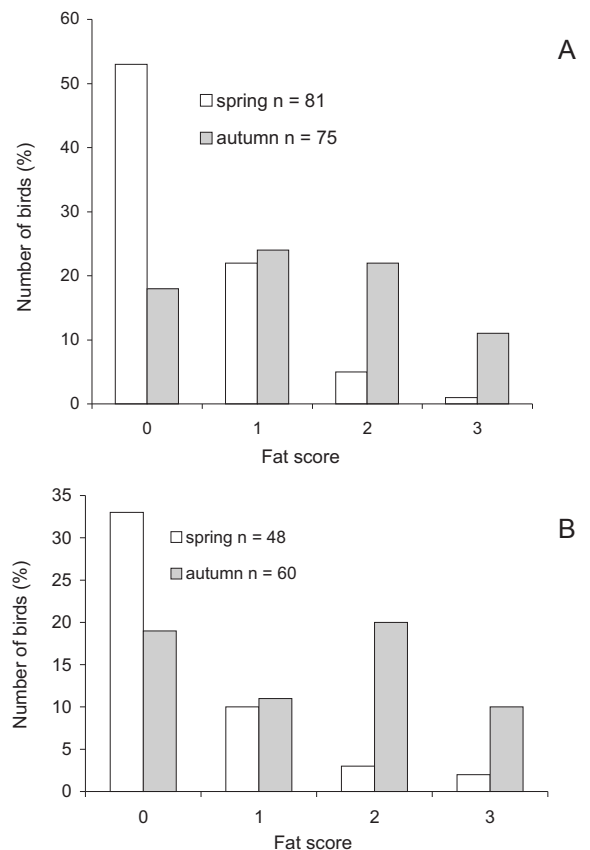 A
Number of birds (%)
60
50
40
30
20
10
0
spring n = 81
autumn n = 75
0 1 2 3
Fat score
B
Number of birds (%)
35
30
25
20
15
10
5
0
spring n = 48
autumn n = 60
0 1 2 3
Fat score